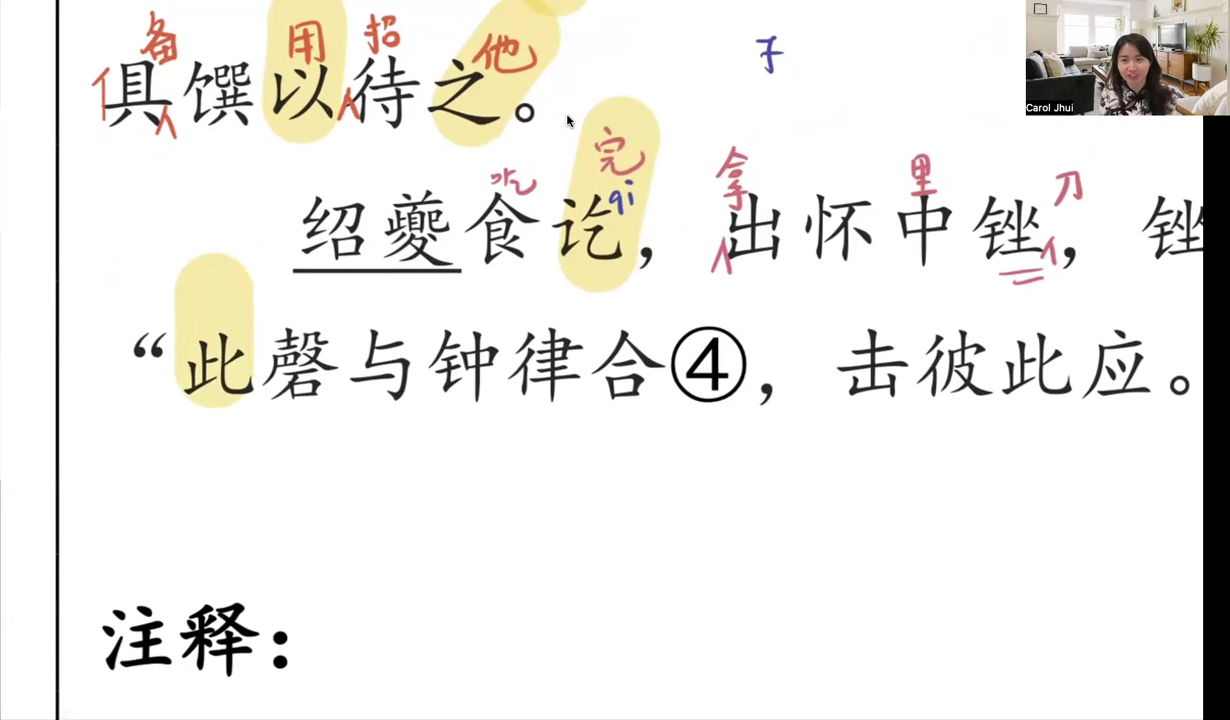 备 用 招 他
亻具馔以待之。
子
完
吃 qi 拿 里 刀
绍夔食讫，出怀中锉，锉
“此磬与钟律合④，击彼此应。
注释：
Carol Jhui